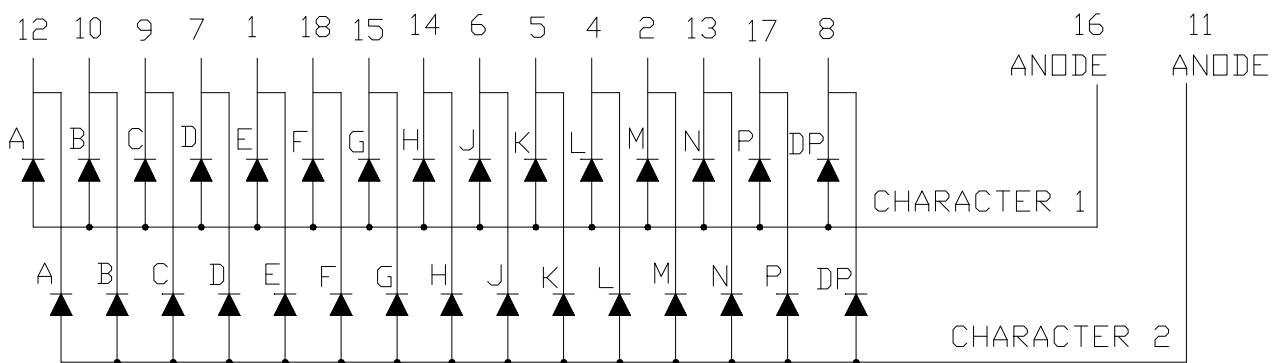 12 10 9 7 1 18 15 14 6 5 4 2 13 17 8 16 11
ANODE ANODE
A B C D E F G H J K L M N P DP
CHARACTER 1
A B C D E F G H J K L M N P DP
CHARACTER 2